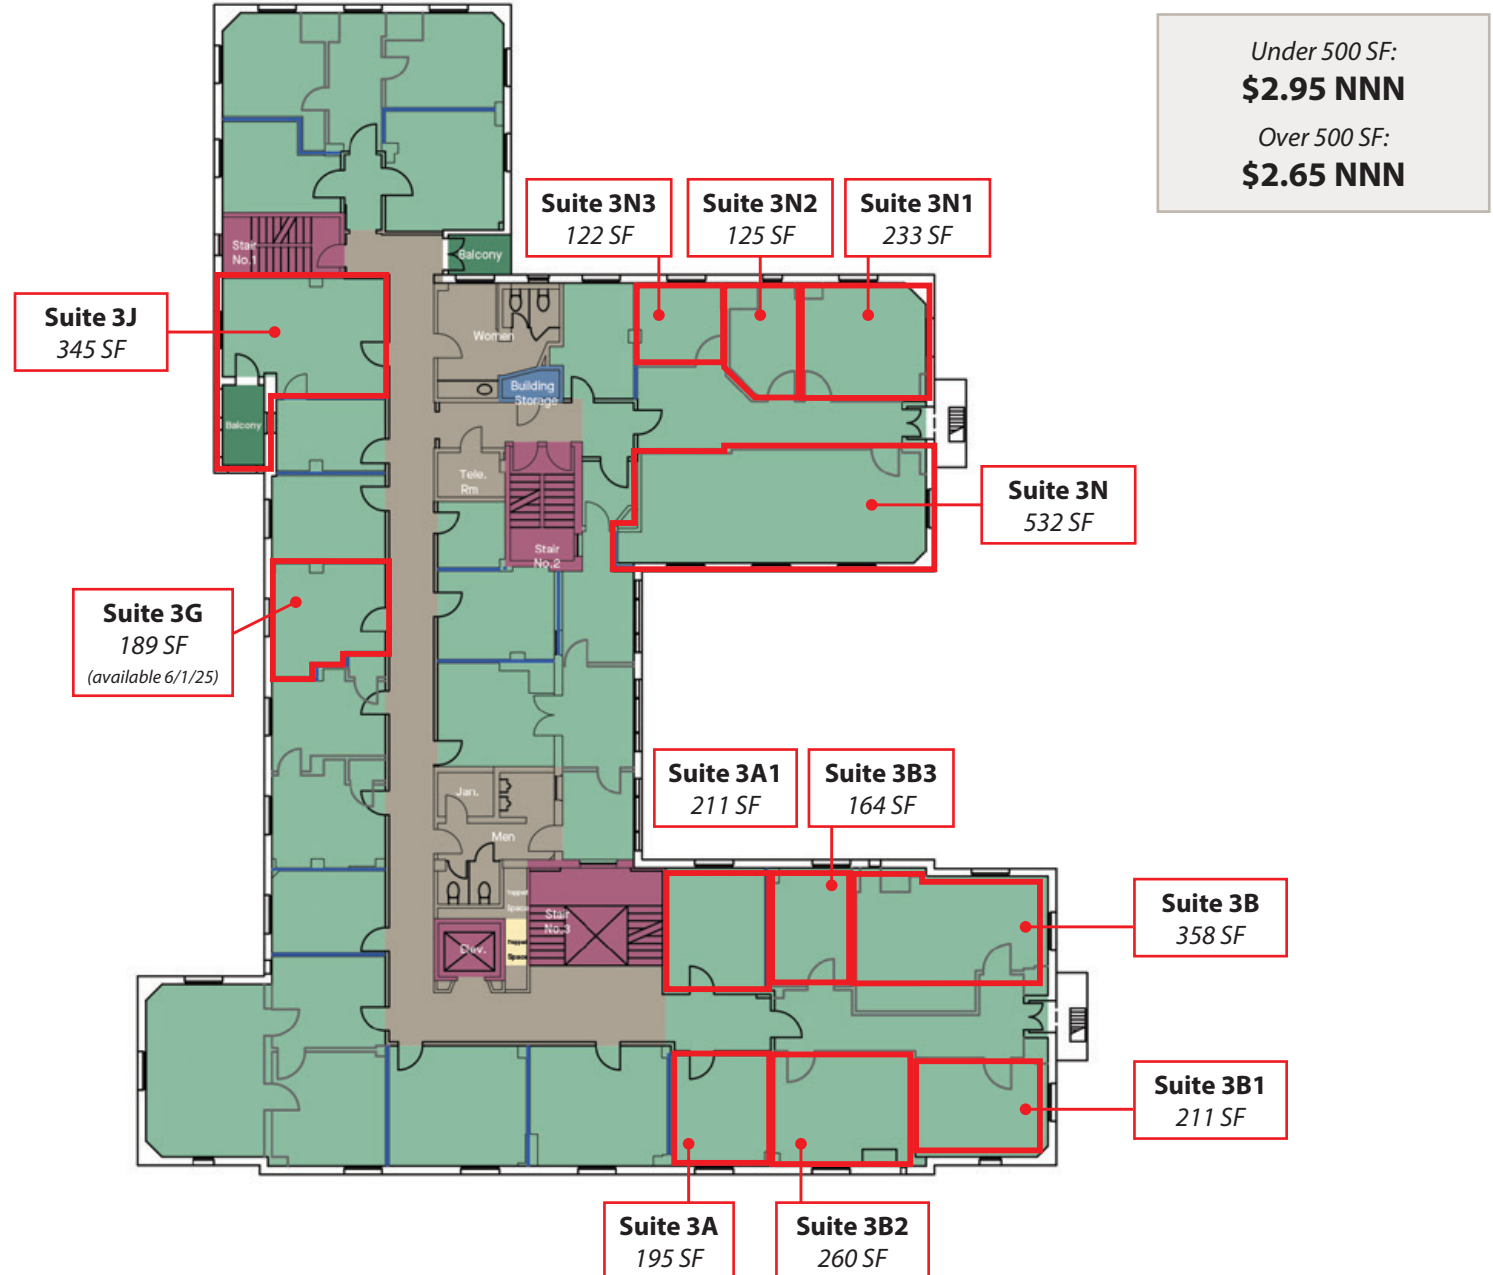 Under 500 SF:
$2.95 NNN
Over 500 SF:
$2.65 NNN
Suite 3N3
122 SF
Suite 3N2
125 SF
Suite 3N1
233 SF
Stair
No.1
Balcony
Suite 3J
345 SF
Women
Building
Storage
Balcony
Tele.
Rm
Suite 3N
532 SF
Stair
No.2
Suite 3G
189 SF
(available 6/1/25)
Suite 3A1
211 SF
Suite 3B3
164 SF
Jan.
Men
Trapped
Space
Stair
No.3
Elev.
Trapped
Space
Suite 3B
358 SF
Suite 3B1
211 SF
Suite 3A
195 SF
Suite 3B2
260 SF